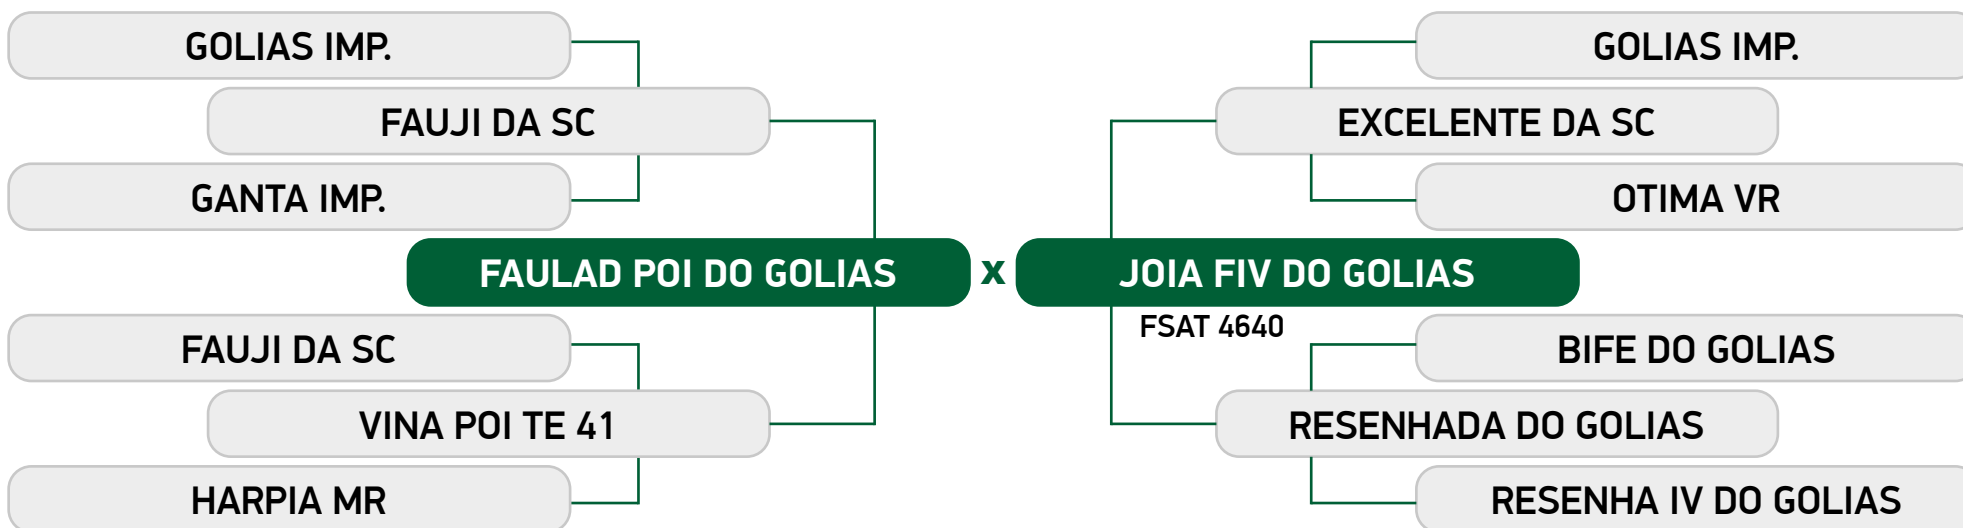 GOLIAS IMP.
GOLIAS IMP.
FAUJI DA SC
EXCELENTE DA SC
GANTA IMP.
OTIMA VR
FAULAD POI DO GOLIAS x JOIA FIV DO GOLIAS
FSAT 4640
FAUJI DA SC
BIFE DO GOLIAS
VINA POI TE 41
RESENHADA DO GOLIAS
HARPIA MR
RESENHA IV DO GOLIAS